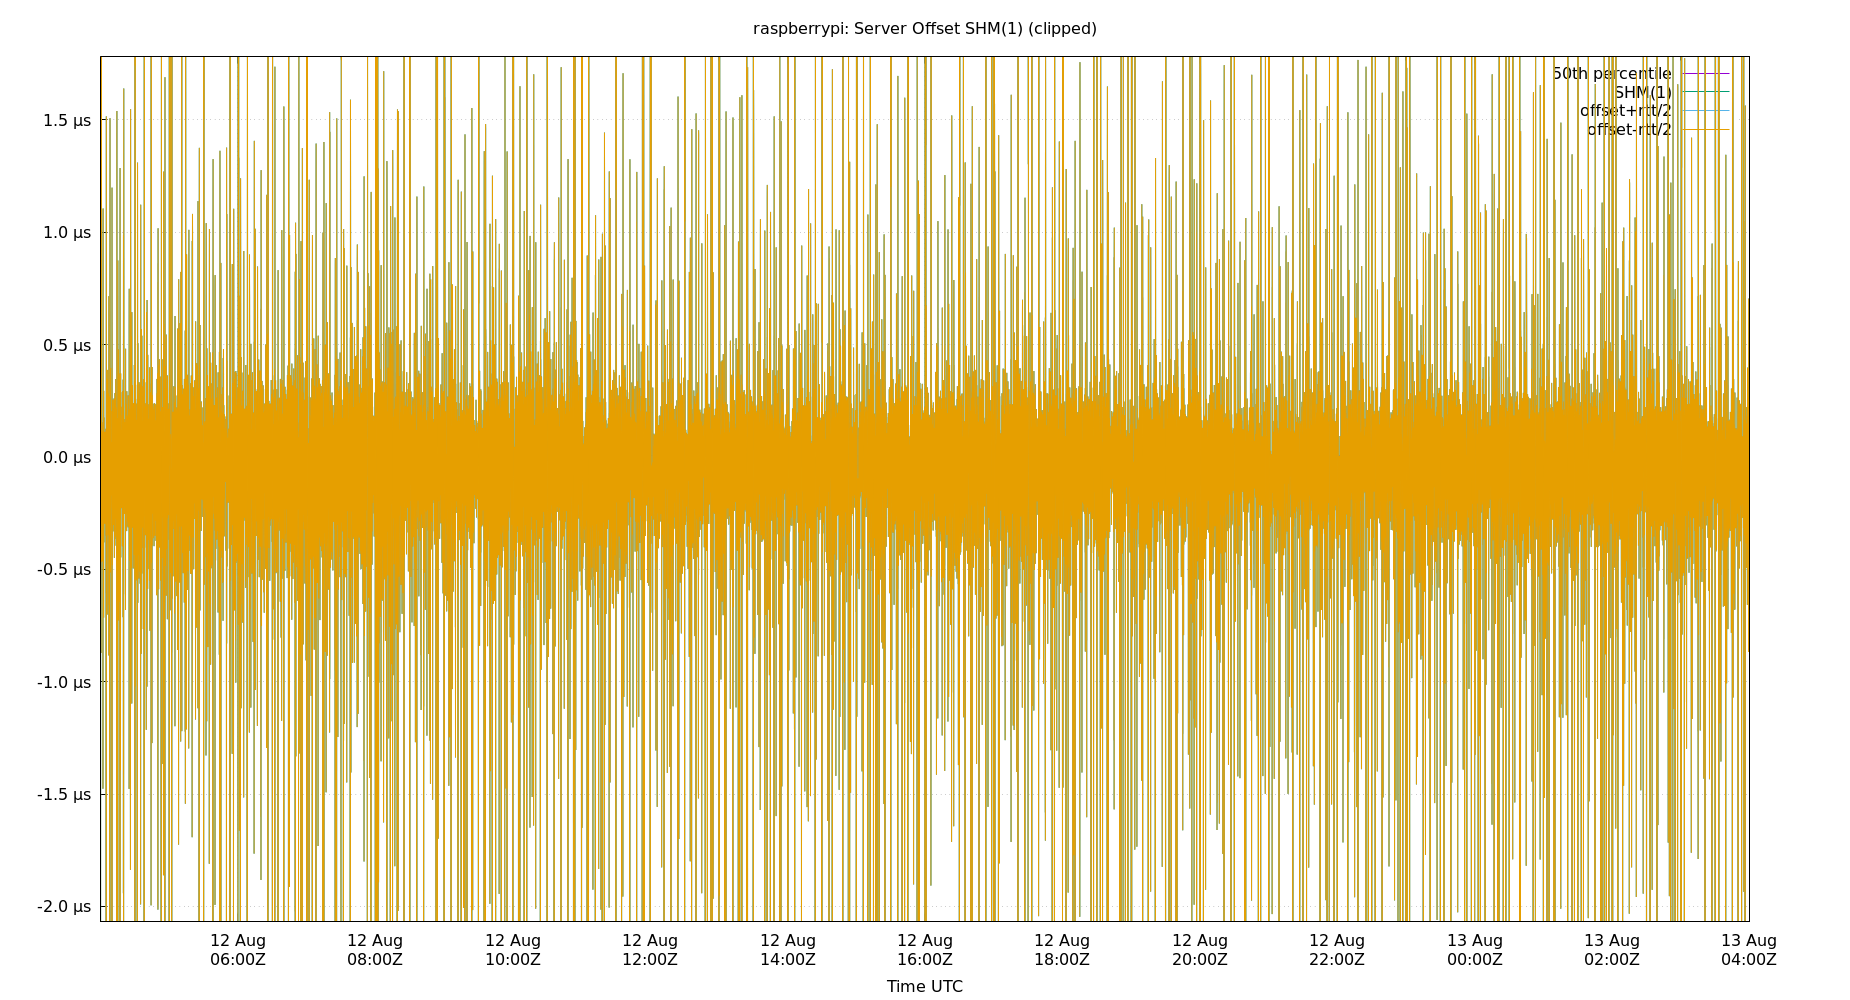 raspberrypi: Server Offset SHM(1) (clipped)
50th percentile
SHM(1)
offset+rtt/2
offset-rtt/2
1.5 µs
1.0 µs
0.5 µs
0.0 µs
-0.5 µs
-1.0 µs
-1.5 µs
-2.0 µs
12 Aug 12 Aug 12 Aug 12 Aug 12 Aug 12 Aug 12 Aug 12 Aug 12 Aug 13 Aug 13 Aug 13 Aug
06:00Z 08:00Z 10:00Z 12:00Z 14:00Z 16:00Z 18:00Z 20:00Z 22:00Z 00:00Z 02:00Z 04:00Z
Time UTC